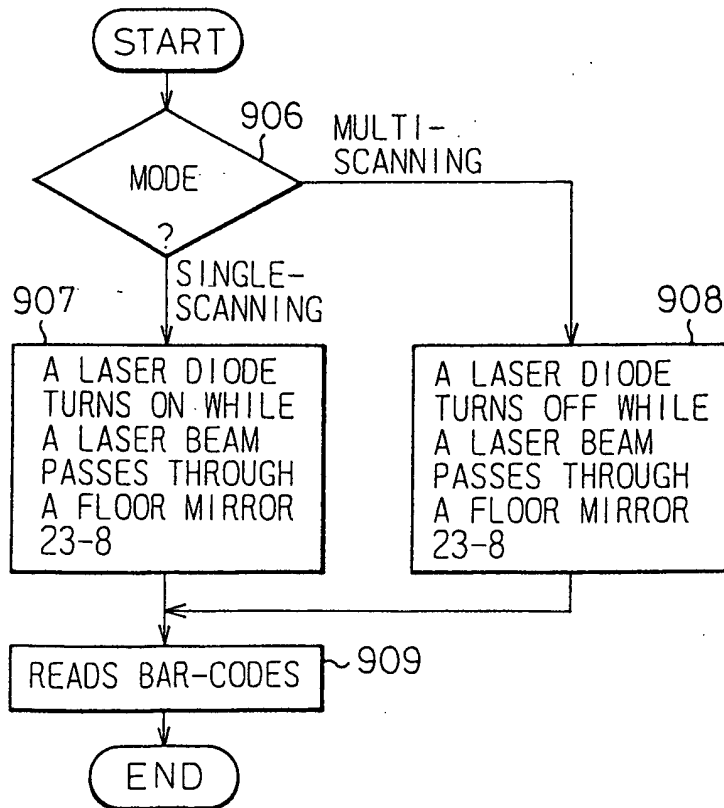 START
906
MULTI-
SCANNING
MODE
?
SINGLE-
SCANNING
907
A LASER DIODE
TURNS ON WHILE
A LASER BEAM
PASSES THROUGH
A FLOOR MIRROR
23-8
908
A LASER DIODE
TURNS OFF WHILE
A LASER BEAM
PASSES THROUGH
A FLOOR MIRROR
23-8
READS BAR-CODES
909
END